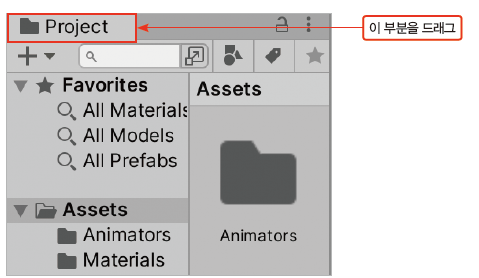 Project
이 부분을 드래그
Favorites
All Materials
All Models
All Prefabs
Assets
Animators
Materials
Assets
Animators